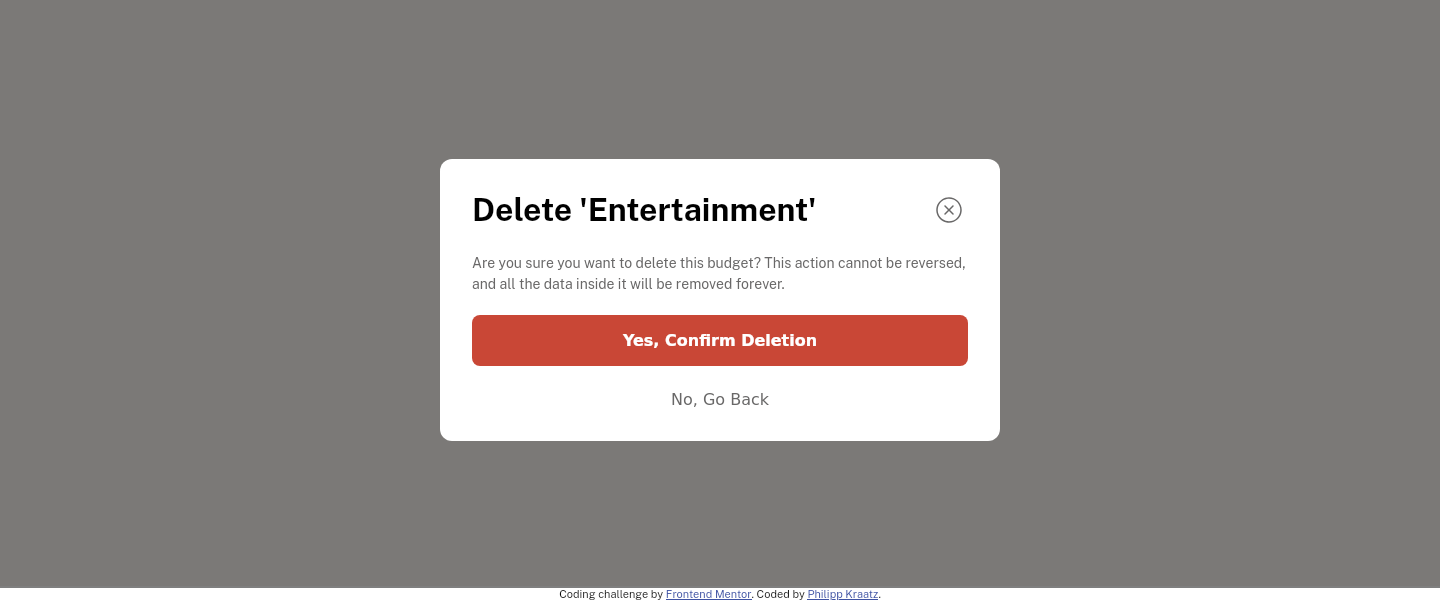 Delete 'Entertainment'
Are you sure you want to delete this budget? This action cannot be reversed,
and all the data inside it will be removed forever.
Yes, Confirm Deletion
No, Go Back
Coding challenge by Frontend Mentor. Coded by Philipp Kraatz.